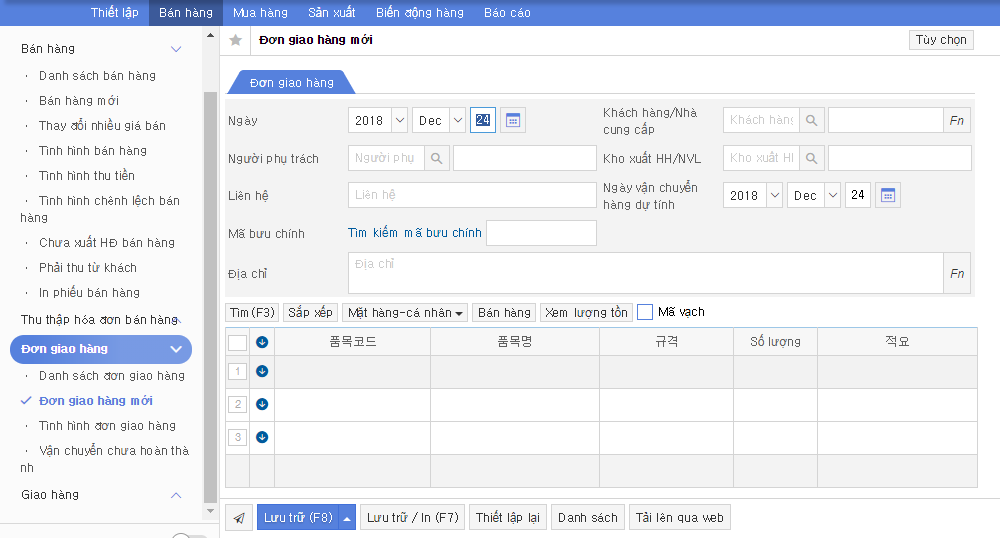 Thiết lập Bán hàng Mua hàng Sản xuất Biến động hàng Báo cáo
Bán hàng
· Danh sách bán hàng
· Bán hàng mới
· Thay đổi nhiều giá bán
· Tình hình bán hàng
· Tình hình thu tiền
· Tình hình chênh lệch bán
hàng
· Chưa xuất HĐ bán hàng
· Phải thu từ khách
· In phiếu bán hàng
Thu thập hóa đơn bán hàng
Đơn giao hàng
· Danh sách đơn giao hàng
Đơn giao hàng mới
· Tình hình đơn giao hàng
· Vận chuyển chưa hoàn thà
nh
Giao hàng
Đơn giao hàng mới Tùy chọn
Đơn giao hàng
Ngày 2018 Dec 24
Khách hàng/Nhà
cung cấp
Khách hàng Fn
Người phụ trách Người phụ
Kho xuất HH/NVL Kho xuất HH
Liên hệ Liên hệ
Ngày vận chuyển
hàng dự tính
2018 Dec 24
Mã bưu chính Tìm kiếm mã bưu chính
Địa chỉ Địa chỉ Fn
Tìm (F3) Sắp xếp Mặt hàng-cá nhân Bán hàng Xem lượng tồn Mã vạch
품목코드 품목명 규격 Số lượng 적요
1
2
3
Lưu trữ (F8) Lưu trữ / In (F7) Thiết lập lại Danh sách Tải lên qua web